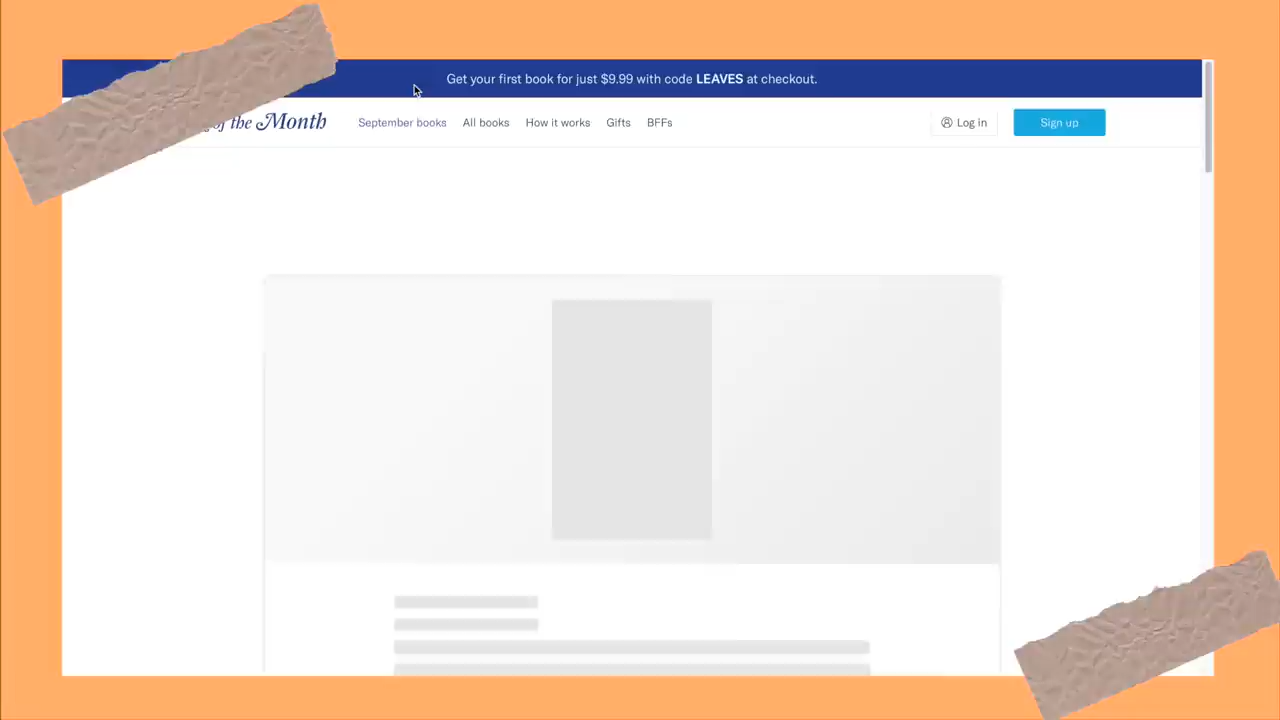 Get your first book for just $9.99 with code LEAVES at checkout.
of the Month
September books
All books
How it works
Gifts
BFFs
Log in
Sign up